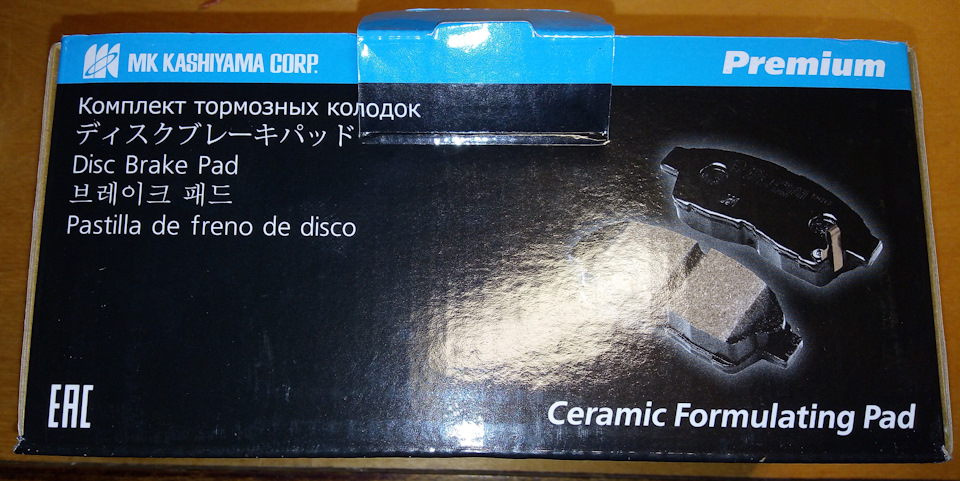 MK KASHIYAMA CORP.
Premium
Комплект тормозных колодок
ディスクブレーキパッド
Disc Brake Pad
브레이크 패드
Pastilla de freno de disco
EAC
Ceramic Formulating Pad